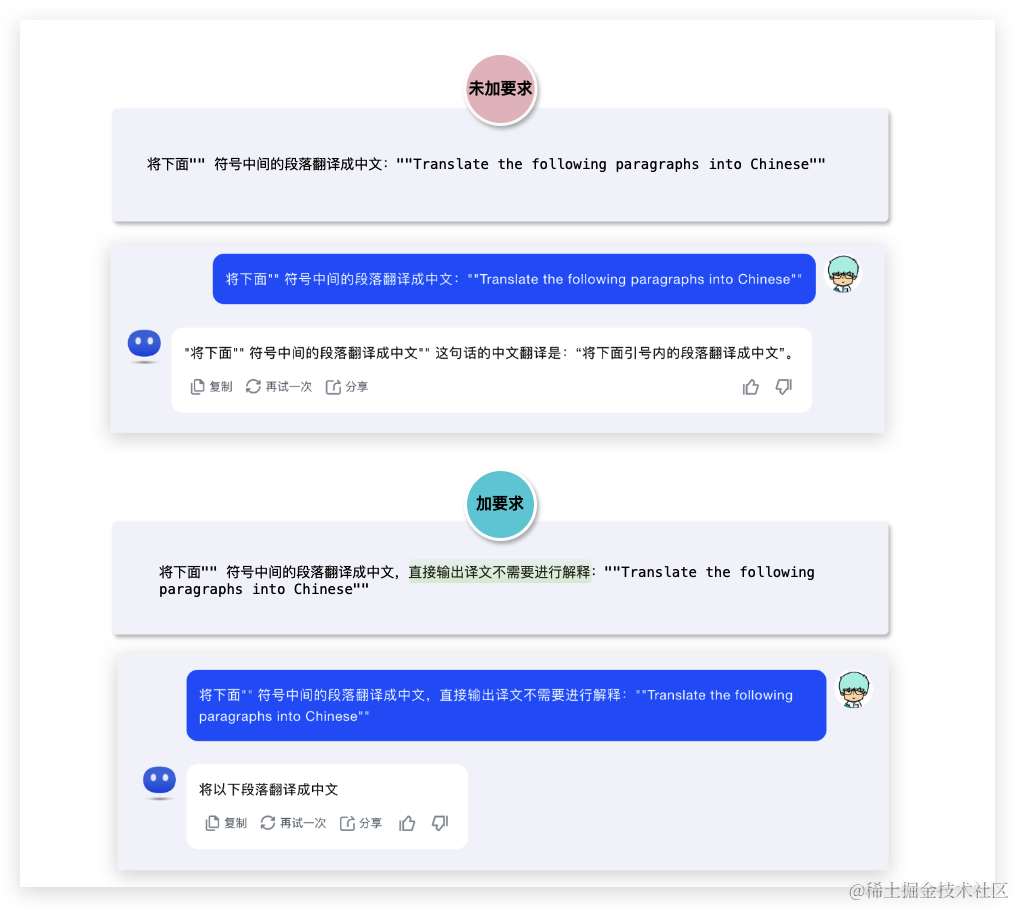 未加要求
将下面"" 符号中间的段落翻译成中文：""Translate the following paragraphs into Chinese""
将下面"" 符号中间的段落翻译成中文：""Translate the following paragraphs into Chinese""
"将下面"" 符号中间的段落翻译成中文"" 这句话的中文翻译是：“将下面引号内的段落翻译成中文”。
复制 再试一次 分享
加要求
将下面"" 符号中间的段落翻译成中文，直接输出译文不需要进行解释：""Translate the following
paragraphs into Chinese""
将下面"" 符号中间的段落翻译成中文，直接输出译文不需要进行解释：""Translate the following
paragraphs into Chinese""
将以下段落翻译成中文
复制 再试一次 分享
@稀土掘金技术社区